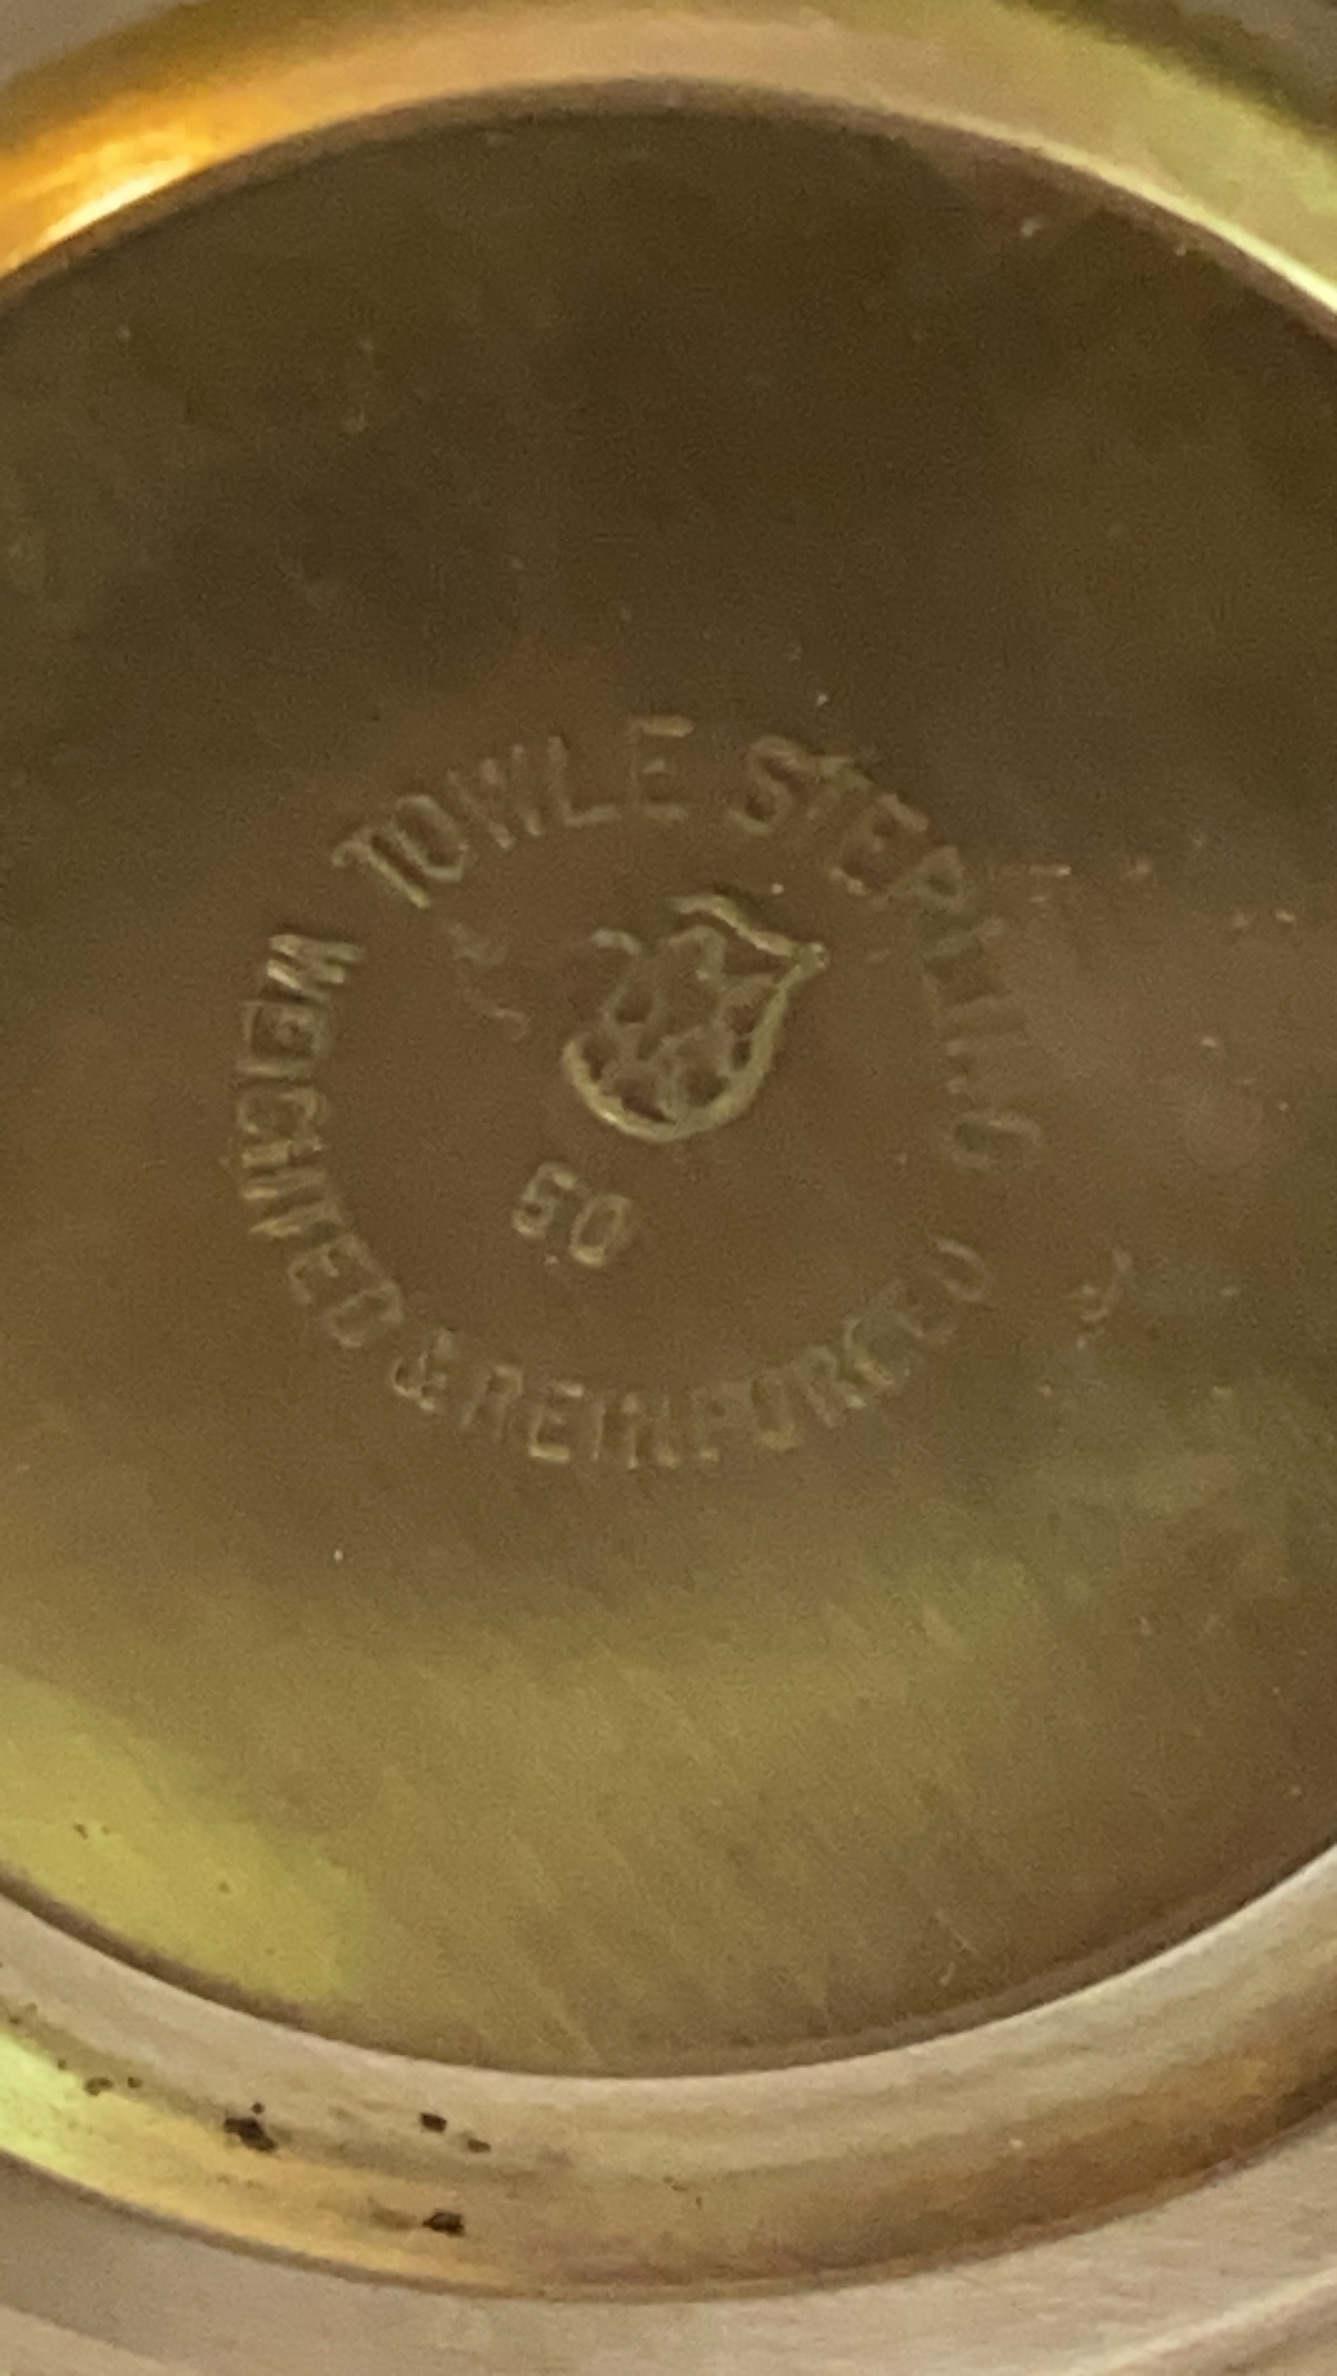 TOWLE STERLING
WEIGHTED & REINFORCED
50